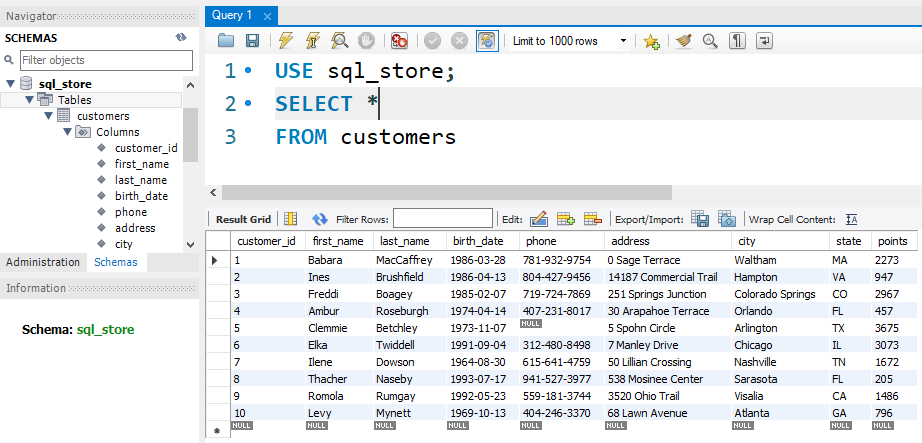 Navigator
SCHEMAS
Filter objects
sql_store
Tables
customers
Columns
customer_id
first_name
last_name
birth_date
phone
address
city
Administration Schemas
Information
Schema: sql_store
Query 1
Limit to 1000 rows
1 USE sql_store;
2 SELECT *
3 FROM customers
Result Grid Filter Rows: Edit: Export/Import: Wrap Cell Content: IA
customer_id first_name last_name birth_date phone address city state points
1 Babara MacCaffrey 1986-03-28 781-932-9754 0 Sage Terrace Waltham MA 2273
2 Ines Brushfield 1986-04-13 804-427-9456 14187 Commercial Trail Hampton VA 947
3 Freddi Boagey 1985-02-07 719-724-7869 251 Springs Junction Colorado Springs CO 2967
4 Ambur Roseburgh 1974-04-14 407-231-8017 30 Arapahoe Terrace Orlando FL 457
5 Clemmie Betchley 1973-11-07 NULL 5 Spohn Circle Arlington TX 3675
6 Elka Twiddell 1991-09-04 312-480-8498 7 Manley Drive Chicago IL 3073
7 Ilene Dowson 1964-08-30 615-641-4759 50 Lillian Crossing Nashville TN 1672
8 Thacher Naseby 1993-07-17 941-527-3977 538 Mosinee Center Sarasota FL 205
9 Romola Rumgay 1992-05-23 559-181-3744 3520 Ohio Trail Visalia CA 1486
10 Levy Mynett 1969-10-13 404-246-3370 68 Lawn Avenue Atlanta GA 796
NULL NULL NULL NULL NULL NULL NULL NULL NULL